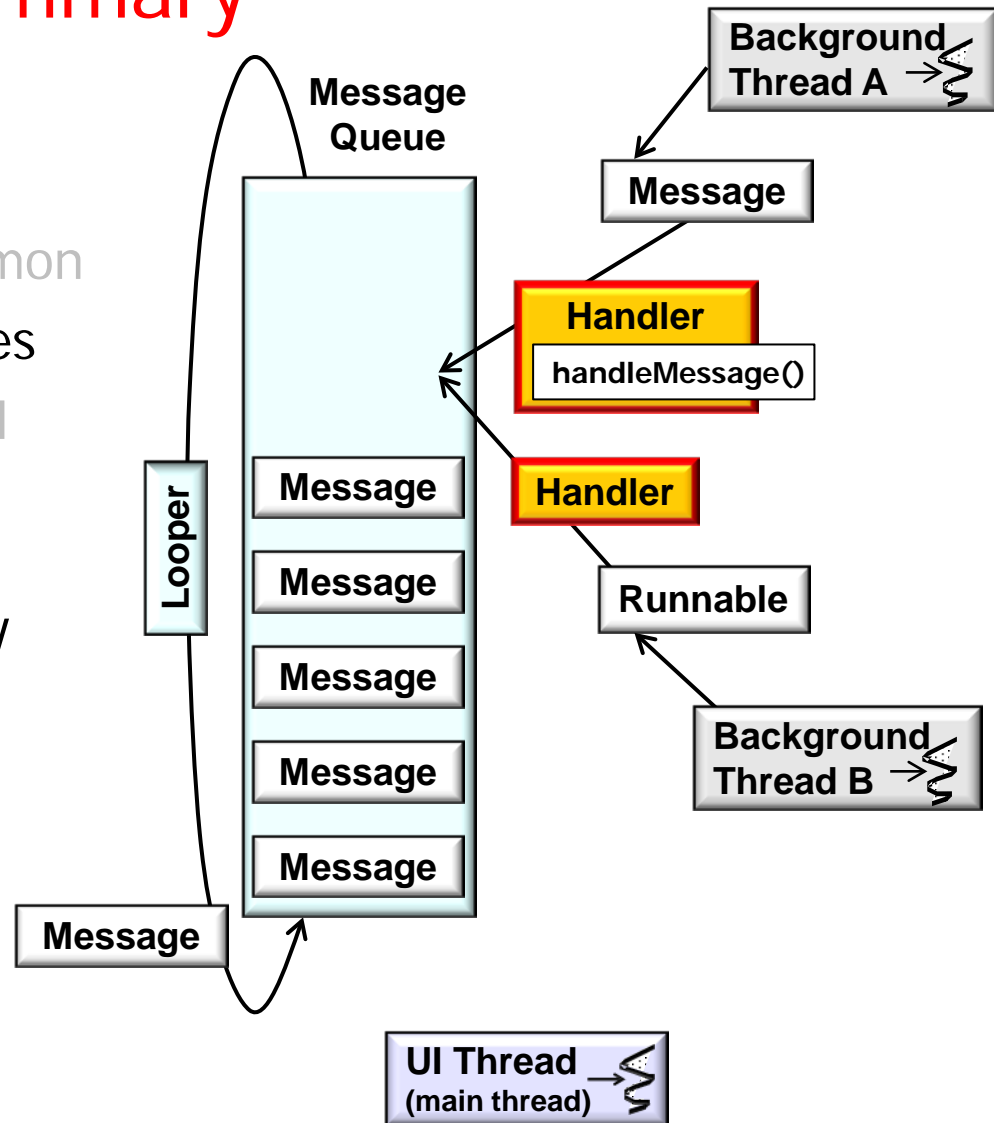 Background
Thread A
Message
Queue
Message
Handler
handleMessage()
Message
Handler
Looper
Message
Runnable
Message
Background
Thread B
Message
Message
Message
UI Thread
(main thread)